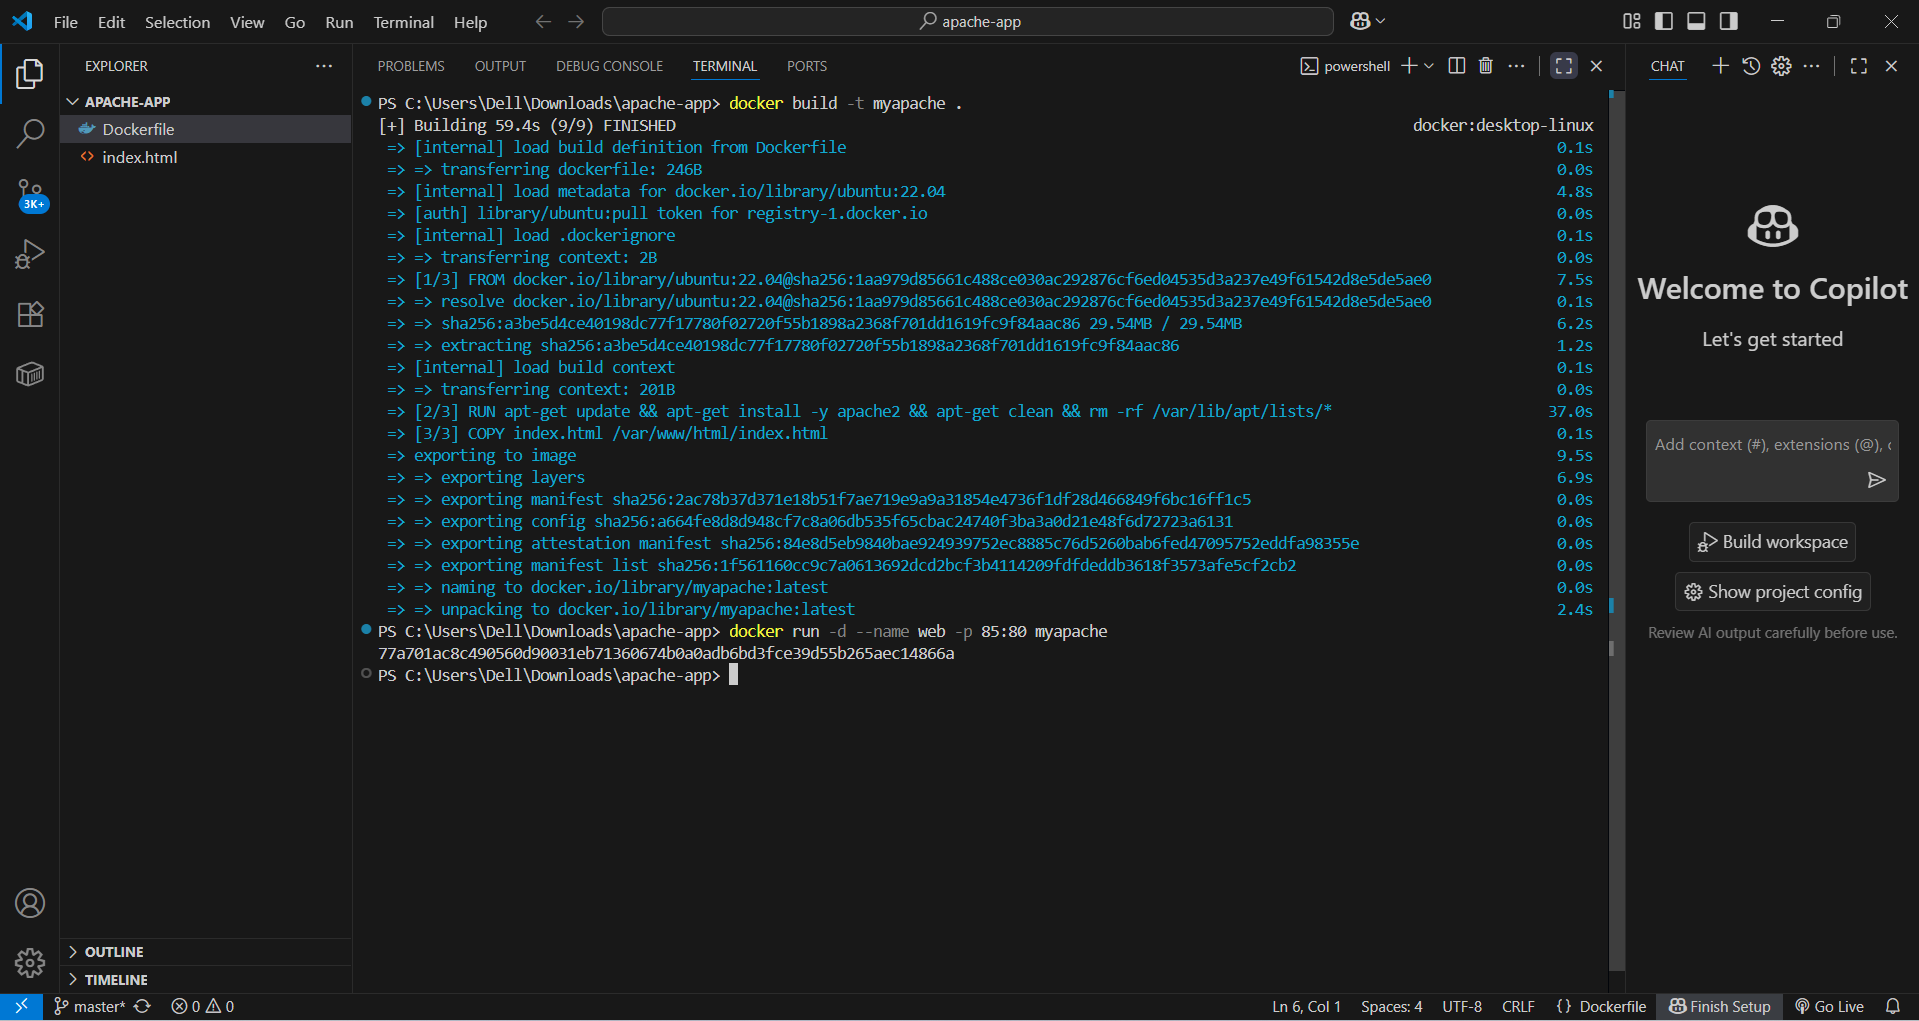 File Edit Selection View Go Run Terminal Help
apache-app
EXPLORER
APACHE-APP
Dockerfile
index.html
3K+
OUTLINE
TIMELINE
PROBLEMS OUTPUT DEBUG CONSOLE TERMINAL PORTS
powershell
PS C:\Users\Dell\Downloads\apache-app> docker build -t myapache .
[+] Building 59.4s (9/9) FINISHED docker:desktop-linux
=> [internal] load build definition from Dockerfile 0.1s
=> => transferring dockerfile: 246B 0.0s
=> [internal] load metadata for docker.io/library/ubuntu:22.04 4.8s
=> [auth] library/ubuntu:pull token for registry-1.docker.io 0.0s
=> [internal] load .dockerignore 0.1s
=> => transferring context: 2B 0.0s
=> [1/3] FROM docker.io/library/ubuntu:22.04@sha256:1aa979d85661c488ce030ac292876cf6ed04535d3a237e49f61542d8e5de5ae0 7.5s
=> => resolve docker.io/library/ubuntu:22.04@sha256:1aa979d85661c488ce030ac292876cf6ed04535d3a237e49f61542d8e5de5ae0 0.1s
=> => sha256:a3be5d4ce40198dc77f17780f02720f55b1898a2368f701dd1619fc9f84aac86 29.54MB / 29.54MB 6.2s
=> => extracting sha256:a3be5d4ce40198dc77f17780f02720f55b1898a2368f701dd1619fc9f84aac86 1.2s
=> [internal] load build context 0.1s
=> => transferring context: 201B 0.0s
=> [2/3] RUN apt-get update && apt-get install -y apache2 && apt-get clean && rm -rf /var/lib/apt/lists/* 37.0s
=> [3/3] COPY index.html /var/www/html/index.html 0.1s
=> exporting to image 9.5s
=> => exporting layers 6.9s
=> => exporting manifest sha256:2ac78b37d371e18b51f7ae719e9a9a31854e4736f1df28d466849f6bc16ff1c5 0.0s
=> => exporting config sha256:a664fe8d8d948cf7c8a06db535f65cbac24740f3ba3a0d21e48f6d72723a6131 0.0s
=> => exporting attestation manifest sha256:84e8d5eb9840bae924939752ec8885c76d5260bab6fed47095752eddfa98355e 0.0s
=> => exporting manifest list sha256:1f561160cc9c7a0613692dcd2bcf3b4114209fdfdeddb3618f3573afe5cf2cb2 0.0s
=> => naming to docker.io/library/myapache:latest 0.0s
=> => unpacking to docker.io/library/myapache:latest 2.4s
PS C:\Users\Dell\Downloads\apache-app> docker run -d --name web -p 85:80 myapache
77a701ac8c490560d90031eb71360674b0a0adb6bd3fce39d55b265aec14866a
PS C:\Users\Dell\Downloads\apache-app>
CHAT
Welcome to Copilot
Let's get started
Add context (#), extensions (@), c
Build workspace
Show project config
Review AI output carefully before use.
master* 0 0 Ln 6, Col 1 Spaces: 4 UTF-8 CRLF {} Dockerfile Finish Setup Go Live